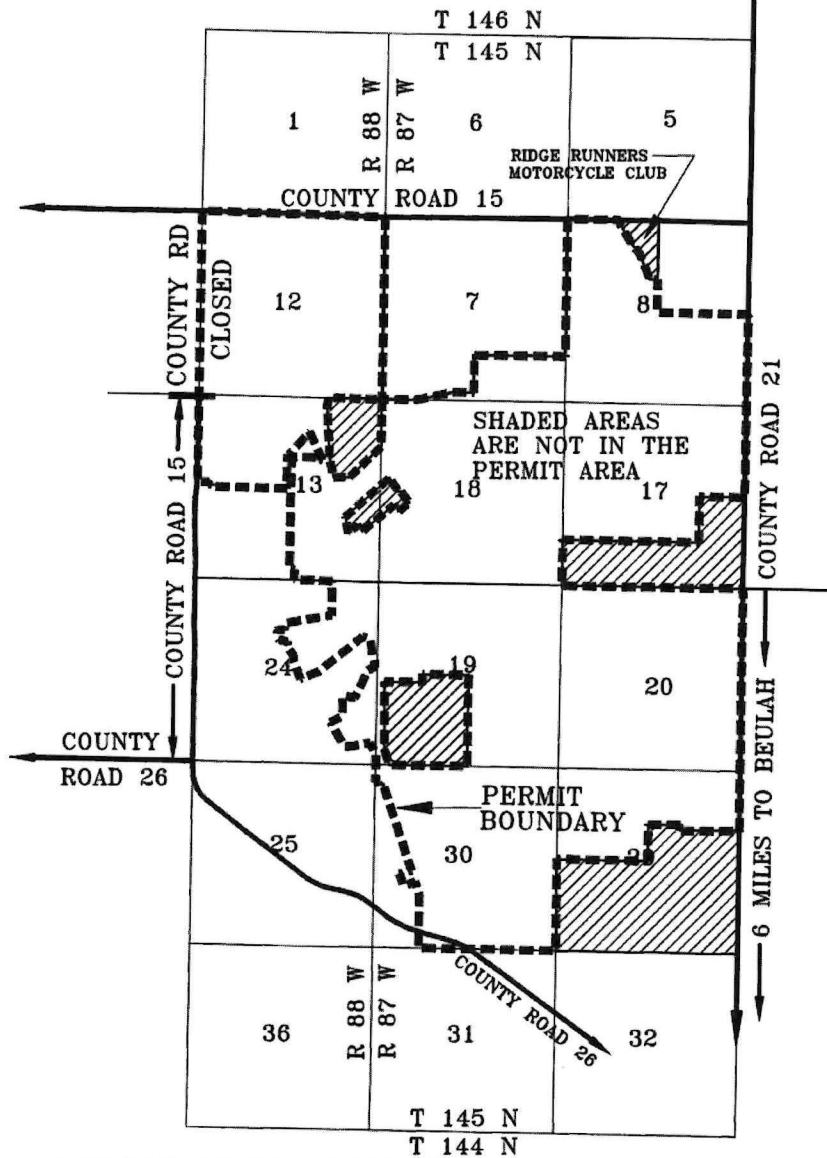 T 146 N
T 145 N
1
R 88 W
R 87 W
6
5
RIDGE RUNNERS
MOTORCYCLE CLUB
COUNTY ROAD 15
COUNTY RD
CLOSED
12
7
8
COUNTY ROAD 21
SHADED AREAS
ARE NOT IN THE
PERMIT AREA
COUNTY ROAD 15
13
18
17
24
19
20
COUNTY
ROAD 26
PERMIT
BOUNDARY
6 MILES TO BEULAH
25
30
R 88 W
R 87 W
COUNTY ROAD 26
36
31
32
T 145 N
T 144 N